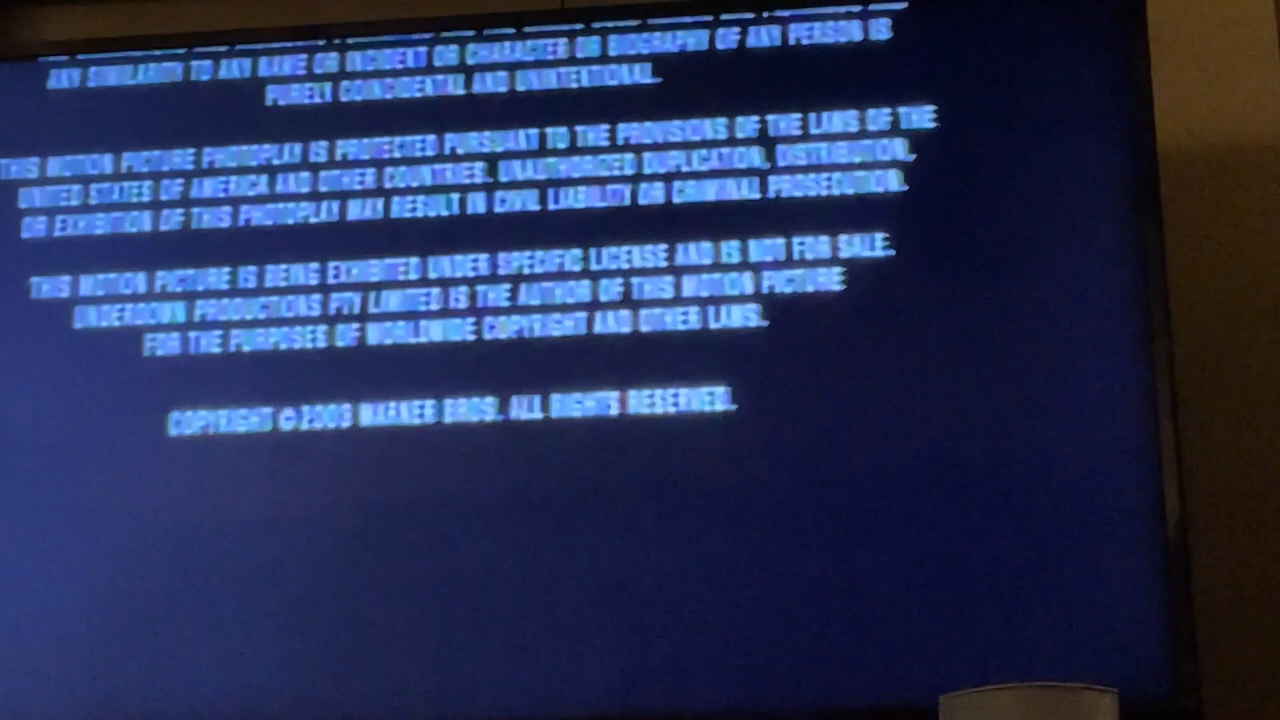 ANY SIMILARITY TO ANY NAME OR INCIDENT OR CHARACTER OR BIOGRAPHY OF ANY PERSON IS
PURELY COINCIDENTAL AND UNINTENTIONAL.
THIS MOTION PICTURE PHOTOPLAY IS PROTECTED PURSUANT TO THE PROVISIONS OF THE LAWS OF THE
UNITED STATES OF AMERICA AND OTHER COUNTRIES. UNAUTHORIZED DUPLICATION, DISTRIBUTION,
OR EXHIBITION OF THIS PHOTOPLAY MAY RESULT IN CIVIL LIABILITY OR CRIMINAL PROSECUTION.
THIS MOTION PICTURE IS BEING EXHIBITED UNDER SPECIFIC LICENSE AND IS NOT FOR SALE.
UNDERDOWN PRODUCTIONS PTY LIMITED IS THE AUTHOR OF THIS MOTION PICTURE
FOR THE PURPOSES OF WORLDWIDE COPYRIGHT AND OTHER LAWS.
COPYRIGHT © 2003 WARNER BROS. ALL RIGHTS RESERVED.